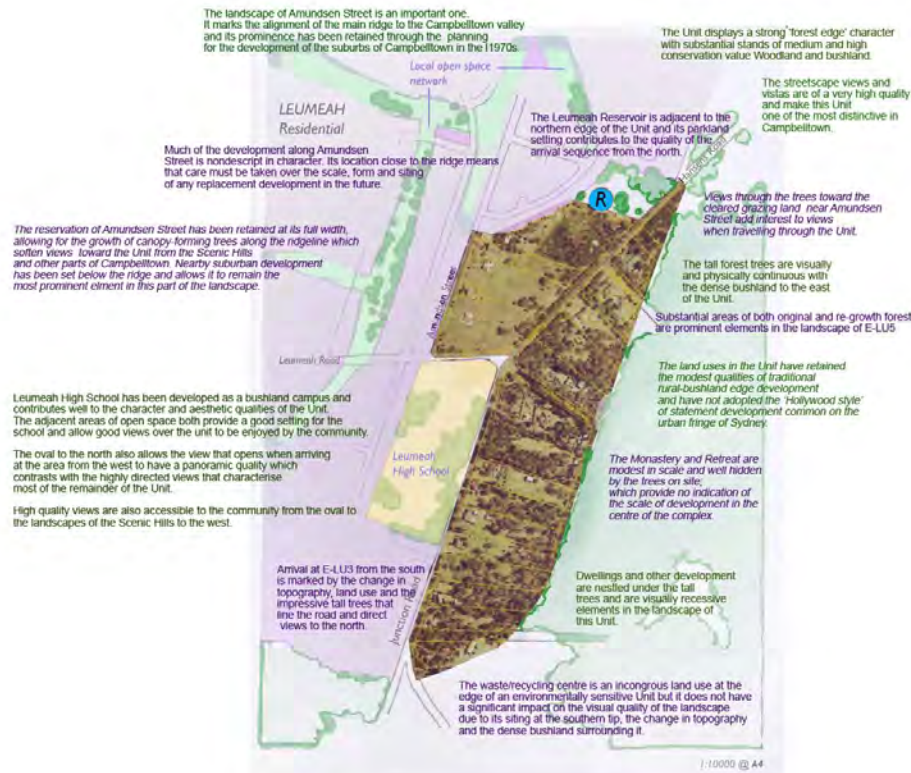 The landscape of Amundsen Street is an important one.
It marks the alignment of the main ridge to the Campbelltown valley
and its prominence has been retained through the planning
for the development of the suburbs of Campbelltown in the l1970s.
The Unit displays a strong 'forest edge' character
with substantial stands of medium and high
conservation value Woodland and bushland.
Local open space
network
LEUMEAH
Residential
The streetscape views and
vistas are of a very high quality
and make this Unit
one of the most distinctive in
Campbelltown.
The Leumeah Reservoir is adjacent to the
northern edge of the Unit and its parkland
setting contributes to the quality of the
arrival sequence from the north.
Much of the development along Amundsen
Street is nondescript in character. Its location close to the ridge means
that care must be taken over the scale, form and siting
of any replacement development in the future.
Hansens Road
R
Views through the trees toward the
cleared grazing land near Amundsen
Street add interest to views
when travelling through the Unit.
The reservation of Amundsen Street has been retained at its full width,
allowing for the growth of canopy-forming trees along the ridgeline which
soften views toward the Unit from the Scenic Hills
and other parts of Campbelltown. Nearby suburban development
has been set below the ridge and allows it to remain the
most prominent elment in this part of the landscape.
Amundsen Street
The tall forest trees are visually
and physically continuous with
the dense bushland to the east
of the Unit.
Substantial areas of both original and re-growth forest
are prominent elements in the landscape of E-LU5
Leumeah Road
The land uses in the Unit have retained
the modest qualities of traditional
rural-bushland edge development
and have not adopted the 'Hollywood style'
of statement development common on the
urban fringe of Sydney.
Leumeah High School has been developed as a bushland campus and
contributes well to the character and aesthetic qualities of the Unit.
The adjacent areas of open space both provide a good setting for the
school and allow good views over the unit to be enjoyed by the community.
The oval to the north also allows the view that opens when arriving
at the area from the west to have a panoramic quality which
contrasts with the highly directed views that characterise
most of the remainder of the Unit.
High quality views are also accessible to the community from the oval to
the landscapes of the Scenic Hills to the west.
Leumeah
High School
The Monastery and Retreat are
modest in scale and well hidden
by the trees on site,
which provide no indication of
the scale of development in the
centre of the complex.
Arrival at E-LU3 from the south
is marked by the change in
topography, land use and the
impressive tall trees that
line the road and direct
views to the north.
Junction Road
Dwellings and other development
are nestled under the tall
trees and are visually recessive
elements in the landscape of
this Unit.
The waste/recycling centre is an incongrous land use at the
edge of an environmentally sensitive Unit but it does not have
a significant impact on the visual quality of the landscape
due to its siting at the southern tip, the change in topography
and the dense bushland surrounding it.
1:10000 @ A4